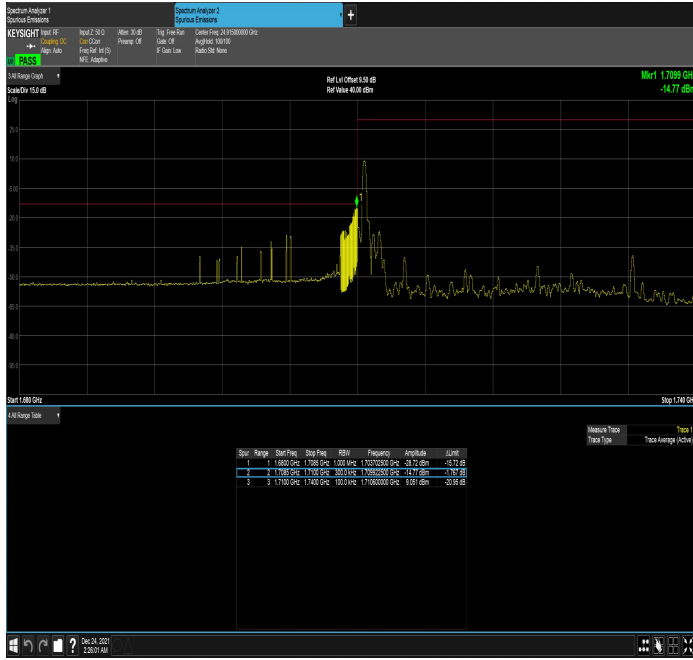 Spectrum Analyzer 1
Spurious Emissions
Spectrum Analyzer 2
Spurious Emissions
+
KEYSIGHT
Input: RF
Coupling: DC
Align: Auto
Input Z: 50 Ω
Corr CCorr
Freq Ref: Int (S)
NFE: Adaptive
Atten: 30 dB
Preamp: Off
Trig: Free Run
Gate: Off
IF Gain: Low
Center Freq: 24.915000000 GHz
Avg|Hold: 100/100
Radio Std: None
PASS
3 All Range Graph
Scale/Div 15.0 dB
Ref Lvl Offset 9.50 dB
Ref Value 40.00 dBm
Mkr1 1.7099 GHz
-14.77 dBm
Log
25.0
10.0
-5.00
-20.0
-35.0
-50.0
-65.0
-80.0
-95.0
Start 1.680 GHz
Stop 1.740 GHz
4 All Range Table
Measure Trace Trace 1
Trace Type Trace Average (Active)
Spur Range Start Freq Stop Freq RBW Frequency Amplitude ΔLimit
1 1 1.6800 GHz 1.7085 GHz 1.000 MHz 1.703702500 GHz -28.72 dBm -15.72 dB
2 2 1.7085 GHz 1.7100 GHz 300.0 kHz 1.709922500 GHz -14.77 dBm -1.767 dB
3 3 1.7100 GHz 1.7400 GHz 100.0 kHz 1.710600000 GHz 9.051 dBm -20.95 dB
?
Dec 24, 2021
2:26:01 AM